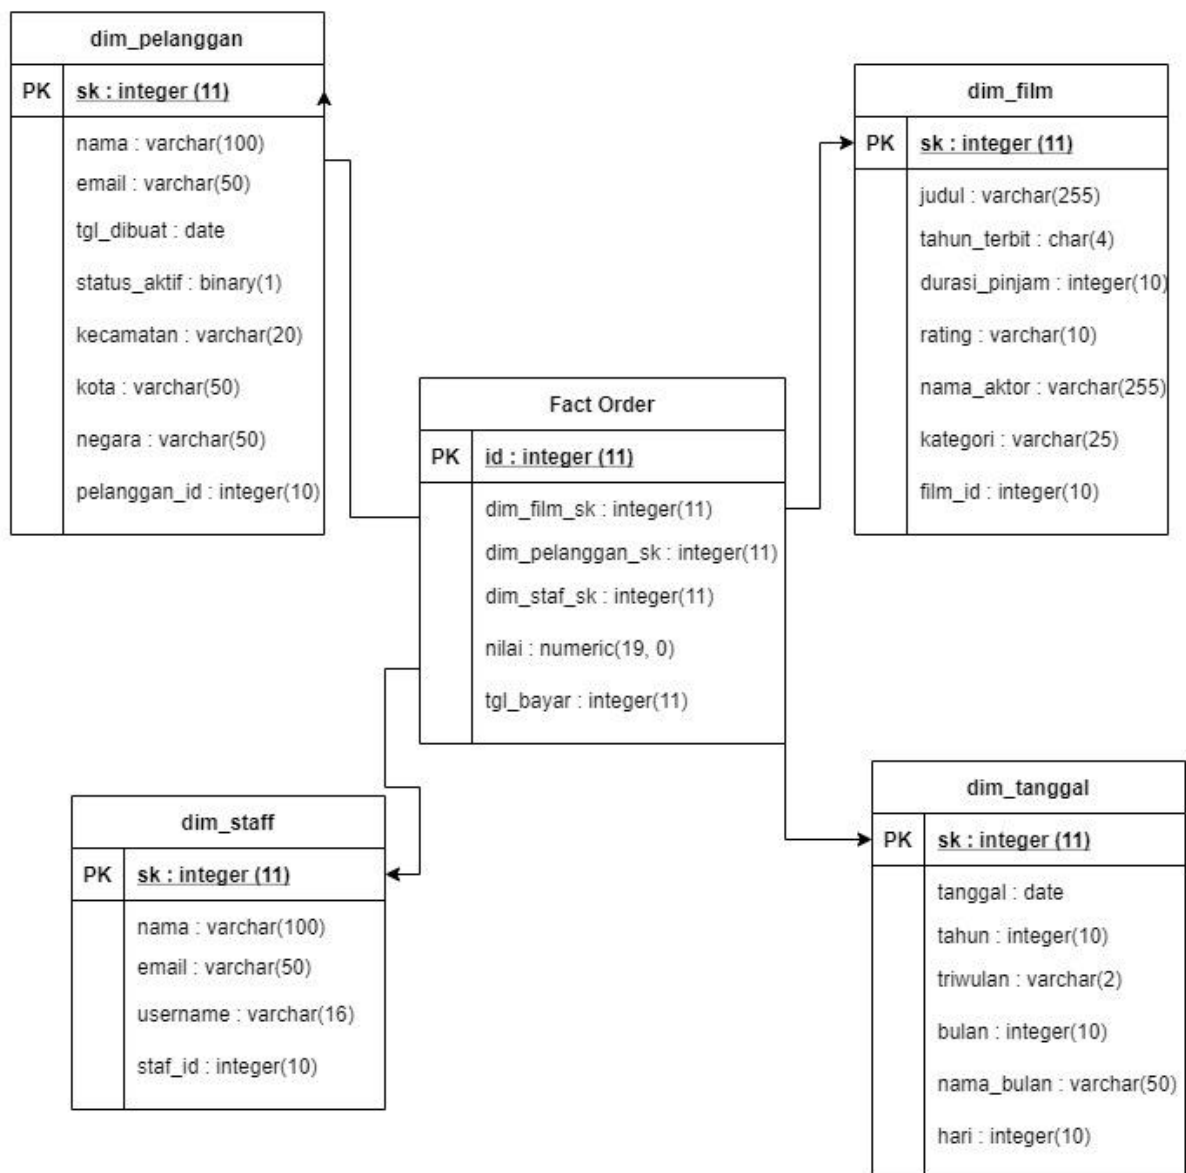 dim_pelanggan
PK sk : integer (11)
nama : varchar(100)
email : varchar(50)
tgl_dibuat : date
status_aktif : binary(1)
kecamatan : varchar(20)
kota : varchar(50)
negara : varchar(50)
pelanggan_id : integer(10)
dim_film
PK sk : integer (11)
judul : varchar(255)
tahun_terbit : char(4)
durasi_pinjam : integer(10)
rating : varchar(10)
nama_aktor : varchar(255)
kategori : varchar(25)
film_id : integer(10)
Fact Order
PK id : integer (11)
dim_film_sk : integer(11)
dim_pelanggan_sk : integer(11)
dim_staf_sk : integer(11)
nilai : numeric(19, 0)
tgl_bayar : integer(11)
dim_staff
PK sk : integer (11)
nama : varchar(100)
email : varchar(50)
username : varchar(16)
staf_id : integer(10)
dim_tanggal
PK sk : integer (11)
tanggal : date
tahun : integer(10)
triwulan : varchar(2)
bulan : integer(10)
nama_bulan : varchar(50)
hari : integer(10)